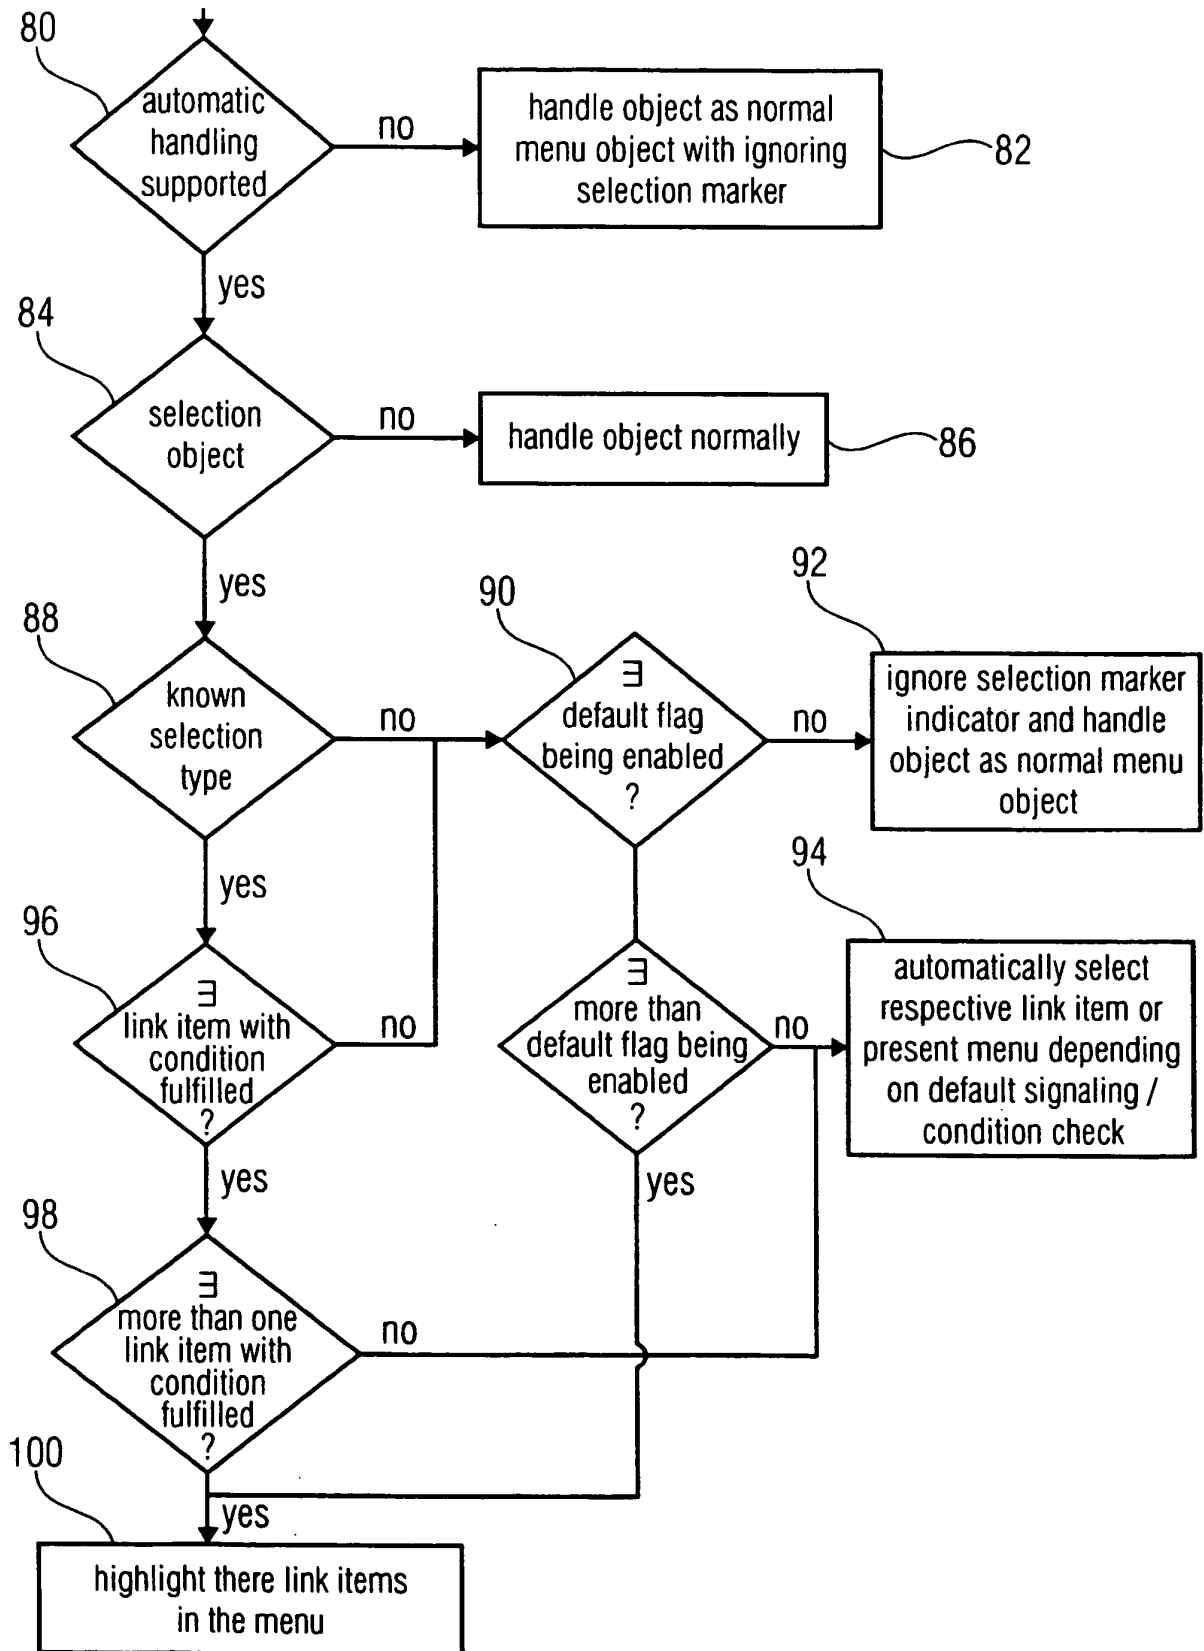 80
automatic
handling
supported
no
handle object as normal
menu object with ignoring
selection marker
82
yes
84
selection
object
no
handle object normally
86
yes
88
known
selection
type
no
90
∃
default flag
being enabled
?
no
92
ignore selection marker
indicator and handle
object as normal menu
object
yes
96
∃
link item with
condition
fulfilled
?
no
∃
more than
default flag being
enabled
?
no
94
automatically select
respective link item or
present menu depending
on default signaling /
condition check
yes
yes
98
∃
more than one
link item with
condition
fulfilled
?
no
100
yes
highlight there link items
in the menu